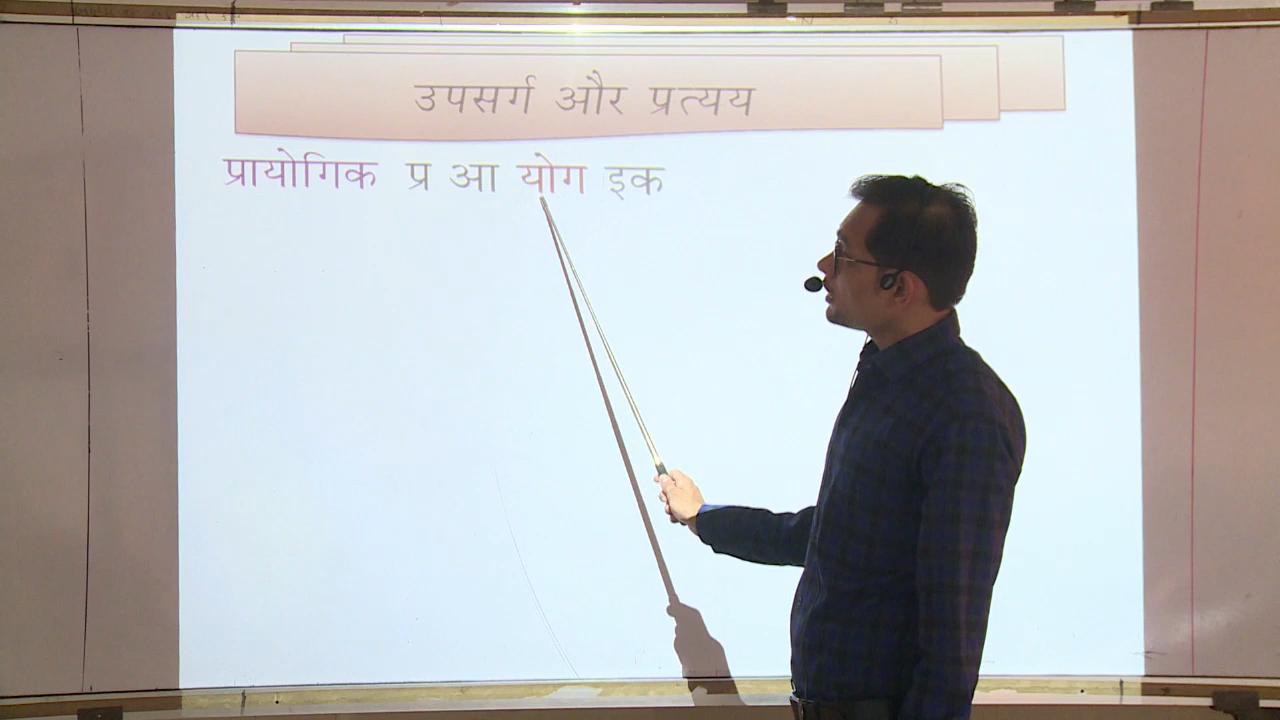 उपसर्ग और प्रत्यय
प्रायोगिक प्र आ योग इक